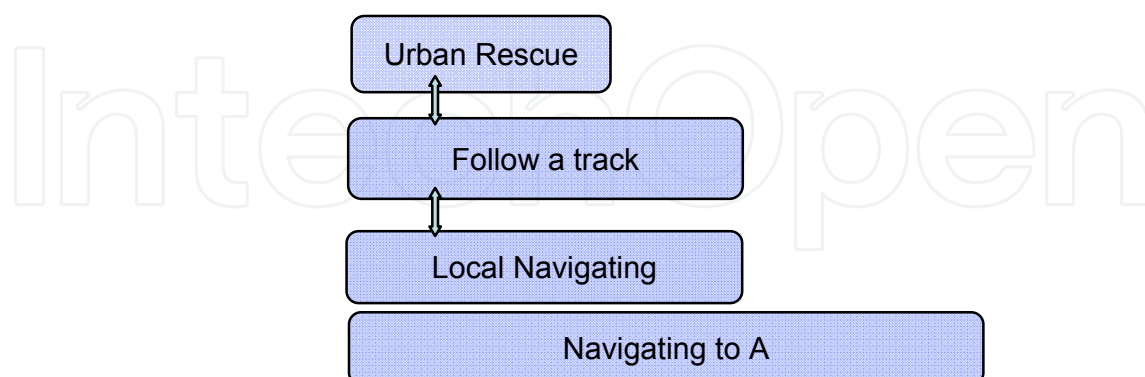 IntechOpen
Urban Rescue
Follow a track
Local Navigating
Navigating to A